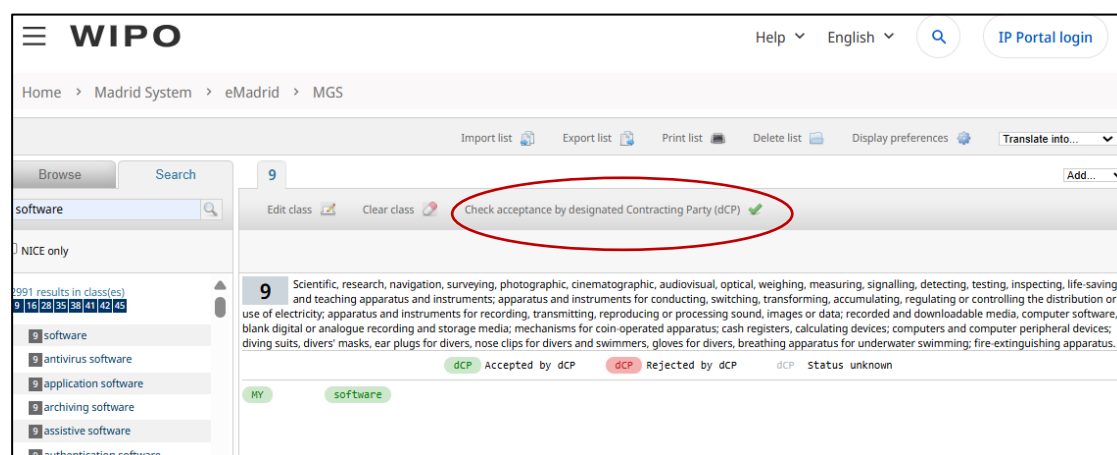 WIPO
Help English IP Portal login
Home > Madrid System > eMadrid > MGS
Import list Export list Print list Delete list Display preferences Translate into...
Browse Search 9 Add...
software Edit class Clear class Check acceptance by designated Contracting Party (dCP)
NICE only
2991 results in class(es)
9 16 28 35 38 41 42 45
9 software
9 antivirus software
9 application software
9 archiving software
9 assistive software
9 authentication software
9 Scientific, research, navigation, surveying, photographic, cinematographic, audiovisual, optical, weighing, measuring, signalling, detecting, testing, inspecting, life-saving
and teaching apparatus and instruments; apparatus and instruments for conducting, switching, transforming, accumulating, regulating or controlling the distribution or
use of electricity; apparatus and instruments for recording, transmitting, reproducing or processing sound, images or data; recorded and downloadable media, computer software,
blank digital or analogue recording and storage media; mechanisms for coin-operated apparatus; cash registers, calculating devices; computers and computer peripheral devices;
diving suits, divers' masks, ear plugs for divers, nose clips for divers and swimmers, gloves for divers, breathing apparatus for underwater swimming; fire-extinguishing apparatus.
dCP Accepted by dCP dCP Rejected by dCP dCP Status unknown
MY software